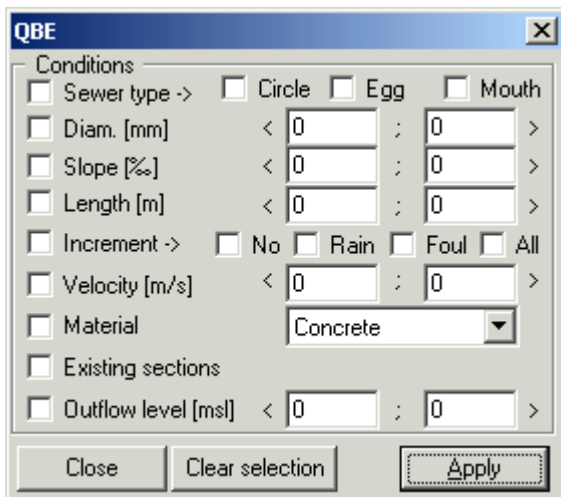 QBE
Conditions
Sewer type -> Circle Egg Mouth
Diam. [mm] < 0 ; 0 >
Slope [‰] < 0 ; 0 >
Length [m] < 0 ; 0 >
Increment -> No Rain Foul All
Velocity [m/s] < 0 ; 0 >
Material Concrete
Existing sections
Outflow level [msl] < 0 ; 0 >
Close Clear selection Apply